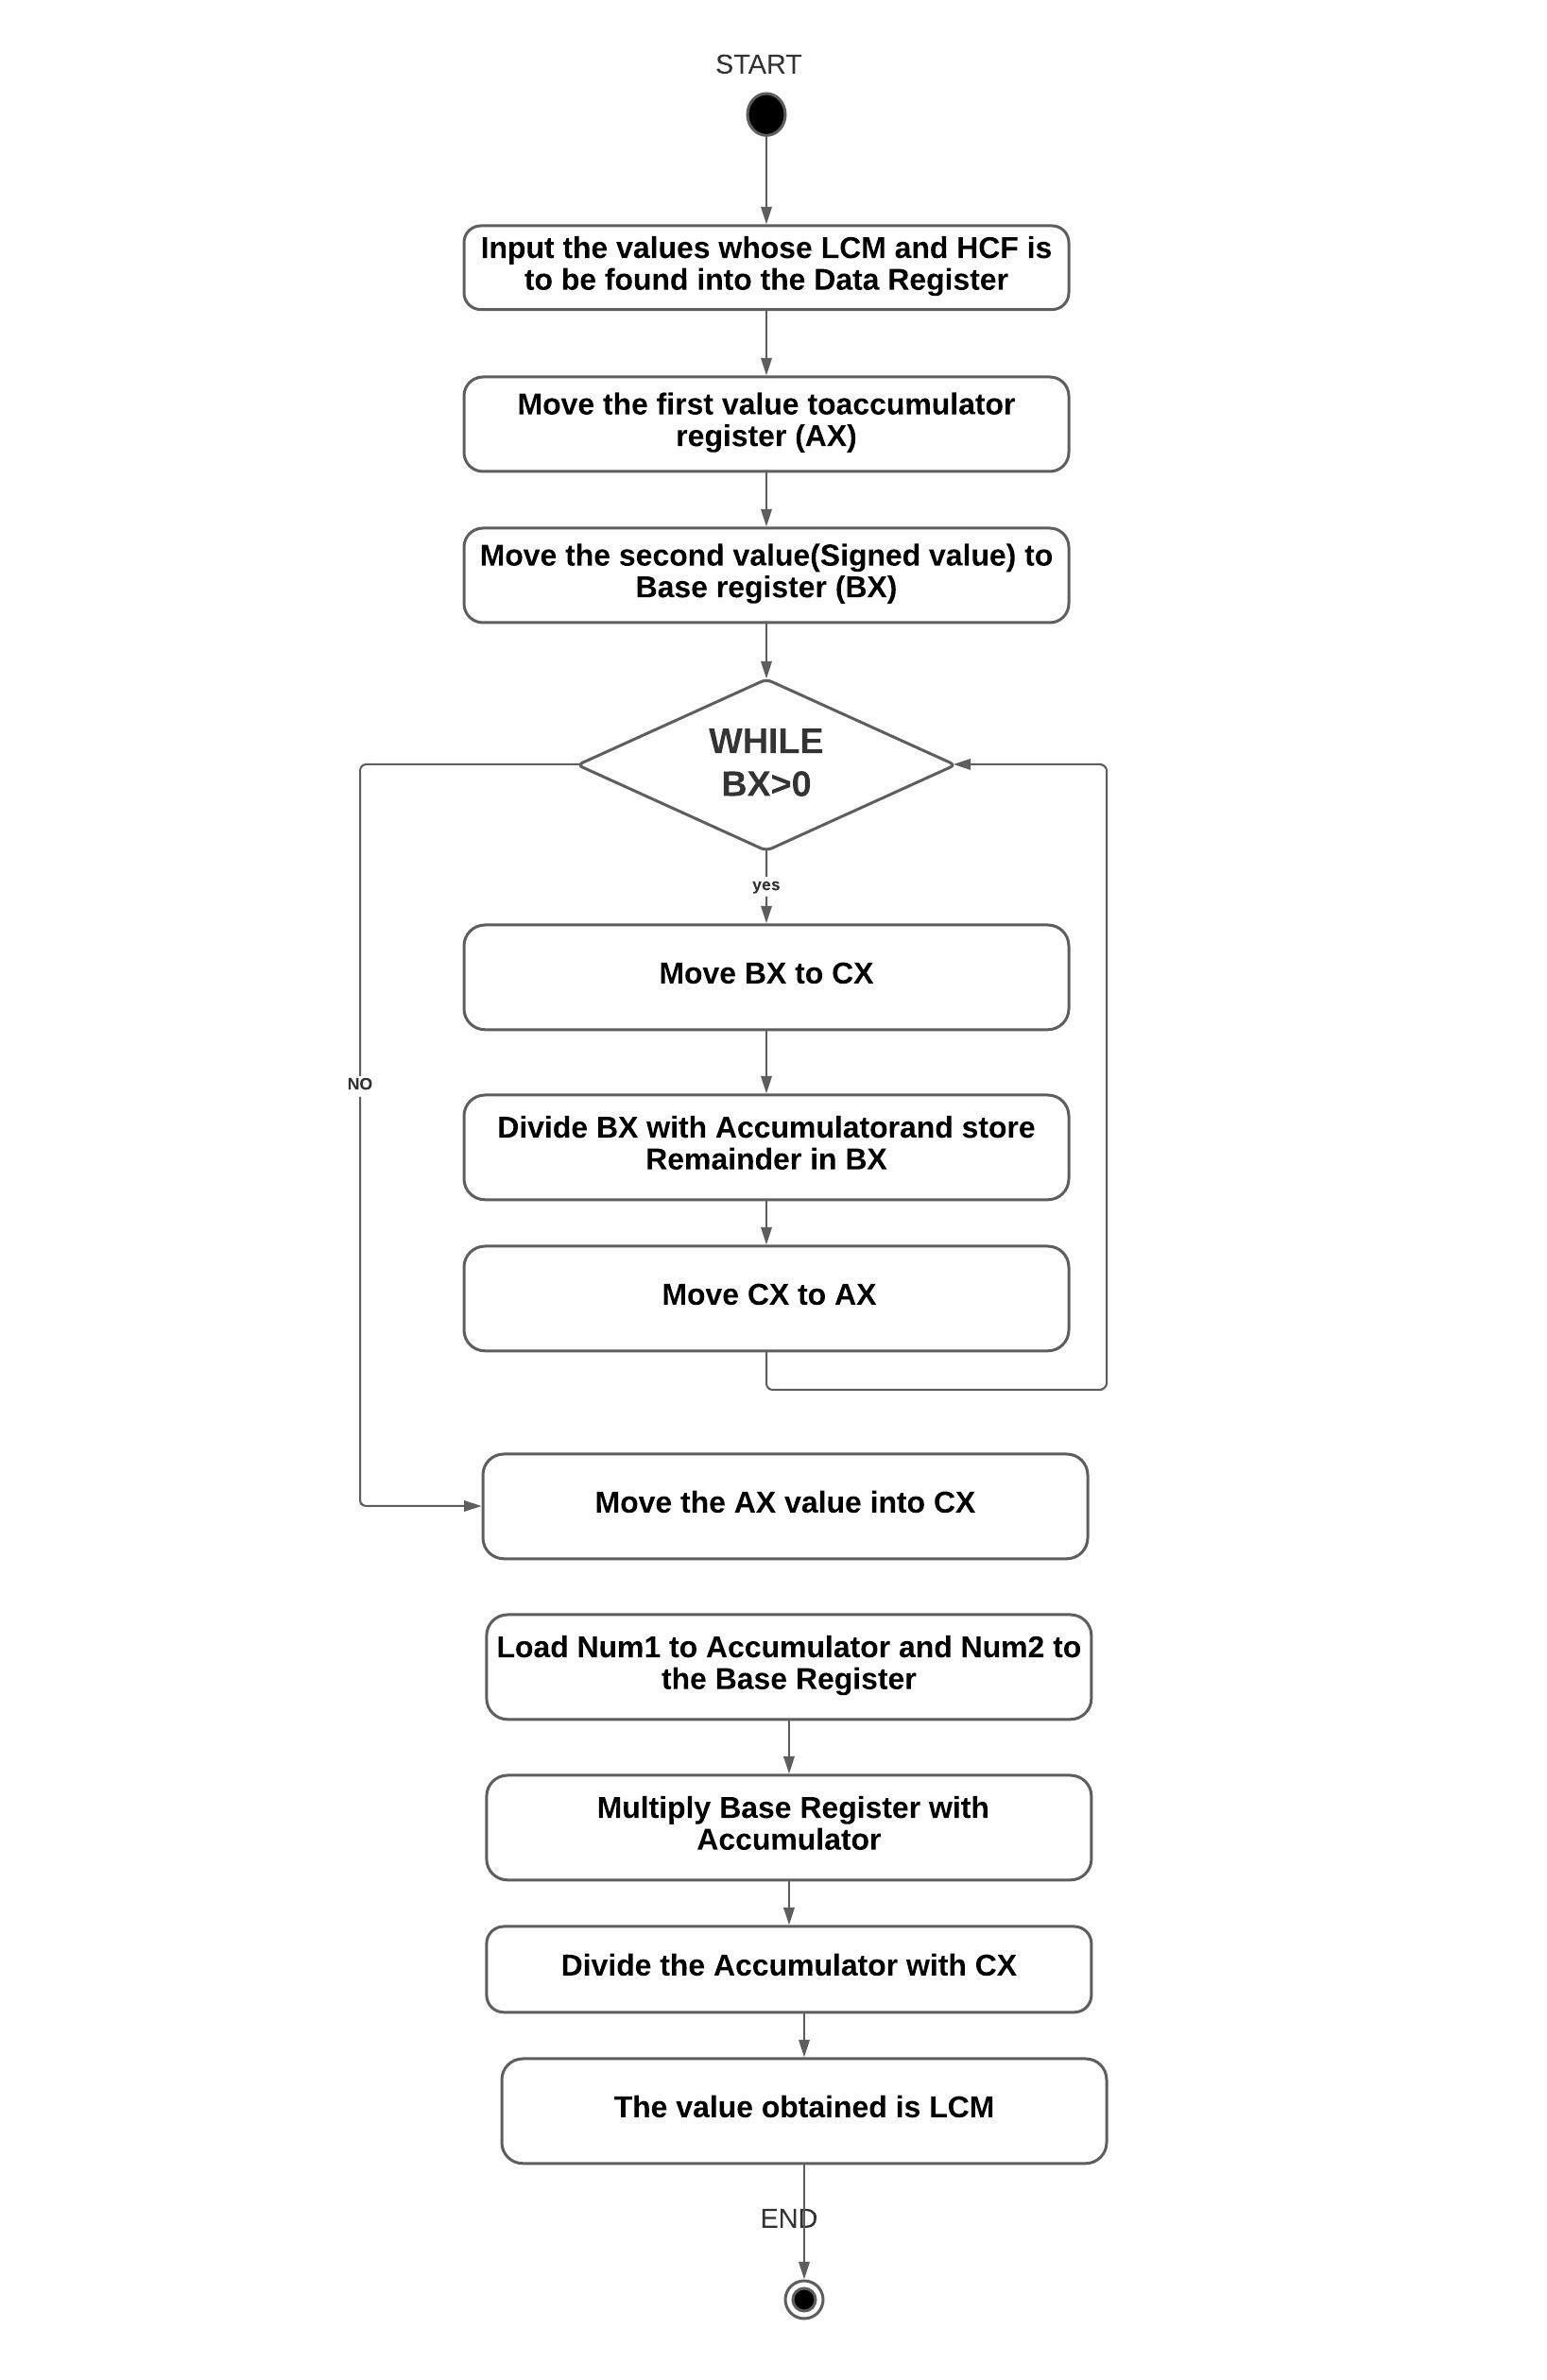 START
Input the values whose LCM and HCF is
to be found into the Data Register
Move the first value toaccumulator
register (AX)
Move the second value(Signed value) to
Base register (BX)
WHILE
BX>0
yes
Move BX to CX
NO
Divide BX with Accumulatorand store
Remainder in BX
Move CX to AX
Move the AX value into CX
Load Num1 to Accumulator and Num2 to
the Base Register
Multiply Base Register with
Accumulator
Divide the Accumulator with CX
The value obtained is LCM
END